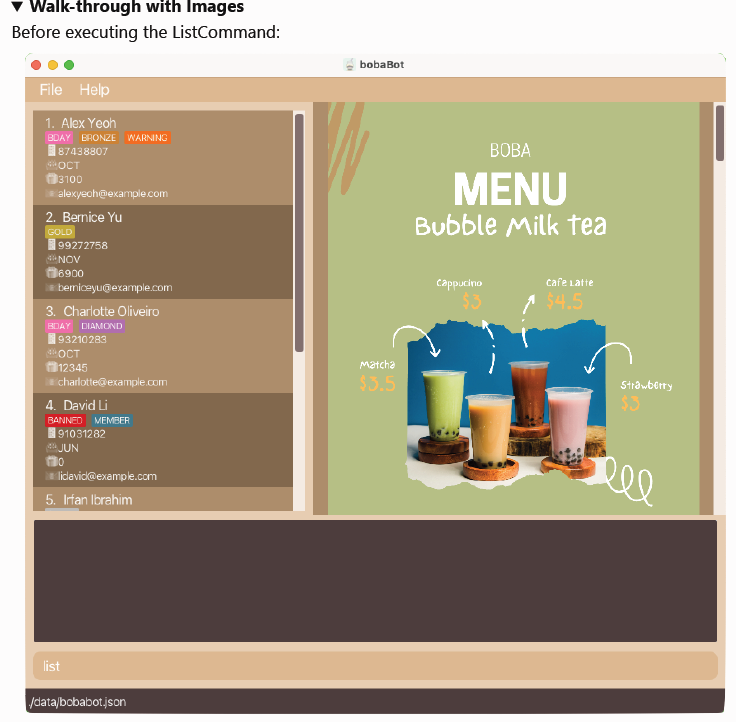 ▼ Walk-through with Images
Before executing the ListCommand:
bobaBot
File Help
1. Alex Yeoh
BDAY BRONZE WARNING
87438807
OCT
3100
alexyeoh@example.com
2. Bernice Yu
GOLD
99272758
NOV
6900
berniceyu@example.com
3. Charlotte Oliveiro
BDAY DIAMOND
93210283
OCT
12345
charlotte@example.com
4. David Li
BANNED MEMBER
91031282
JUN
0
lidavid@example.com
5. Irfan Ibrahim
BOBA
MENU
Bubble Milk Tea
Cappucino
$3
Cafe Latte
$4.5
Matcha
$3.5
Strawberry
$3
list
./data/bobabot.json